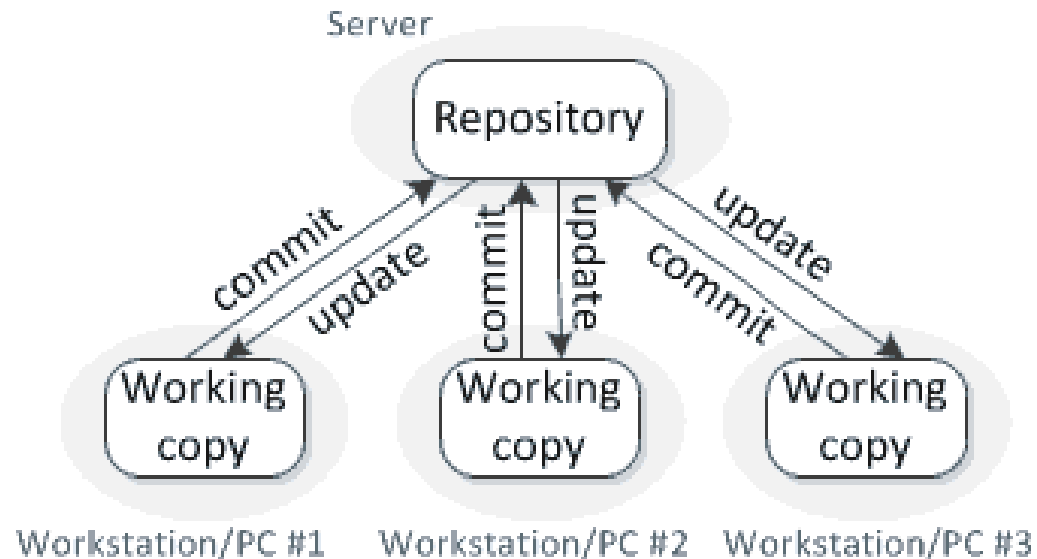 Server
Repository
commit
update
commit
update
update
commit
Working
copy
Working
copy
Working
copy
Workstation/PC #1
Workstation/PC #2
Workstation/PC #3